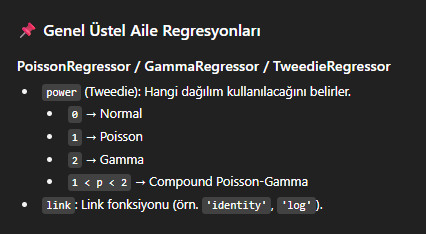 📌 Genel Üstel Aile Regresyonları
PoissonRegressor / GammaRegressor / TweedieRegressor
• power (Tweedie): Hangi dağılım kullanılacağını belirler.
• 0 → Normal
• 1 → Poisson
• 2 → Gamma
• 1 < p < 2 → Compound Poisson-Gamma
• link: Link fonksiyonu (örn. 'identity', 'log').